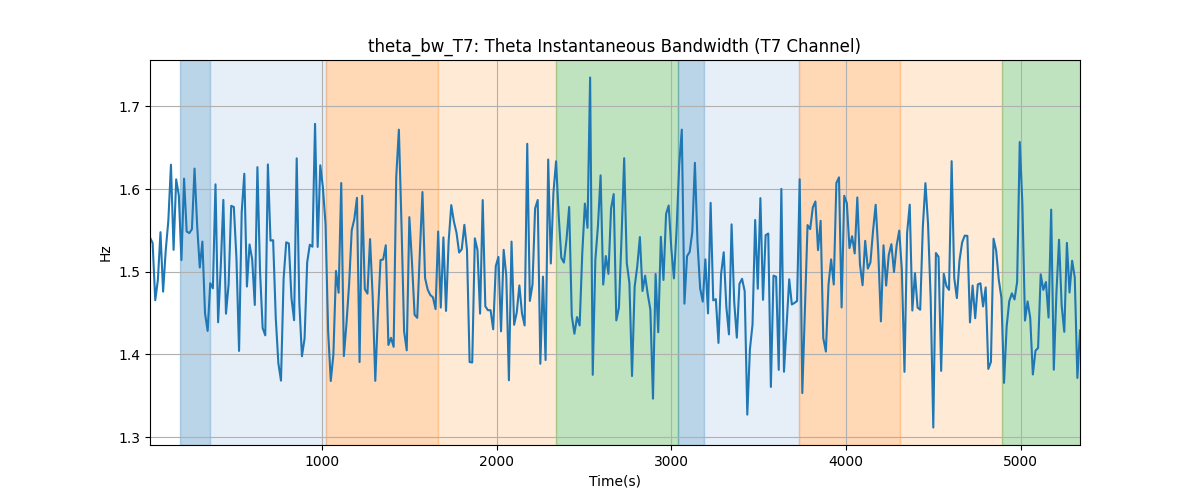 theta_bw_T7: Theta Instantaneous Bandwidth (T7 Channel)
1.7
1.6
1.5
1.4
1.3
Hz
1000 2000 3000 4000 5000
Time(s)